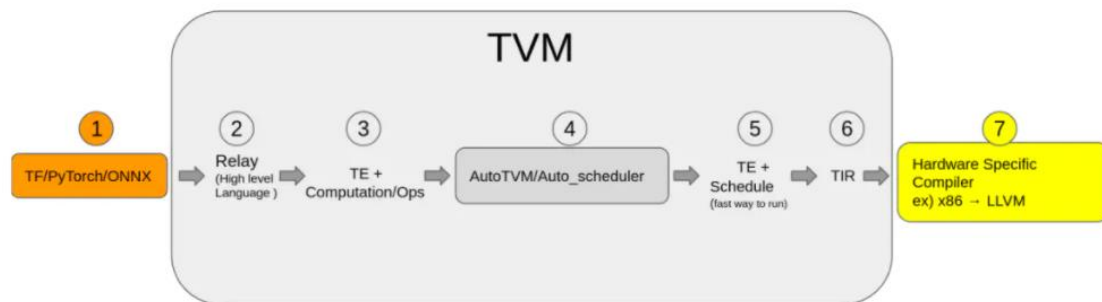 TVM
1
TF/PyTorch/ONNX
2
Relay
(High level
Language )
3
TE +
Computation/Ops
4
AutoTVM/Auto_scheduler
5
TE +
Schedule
(fast way to run)
6
TIR
7
Hardware Specific
Compiler
ex) x86 → LLVM